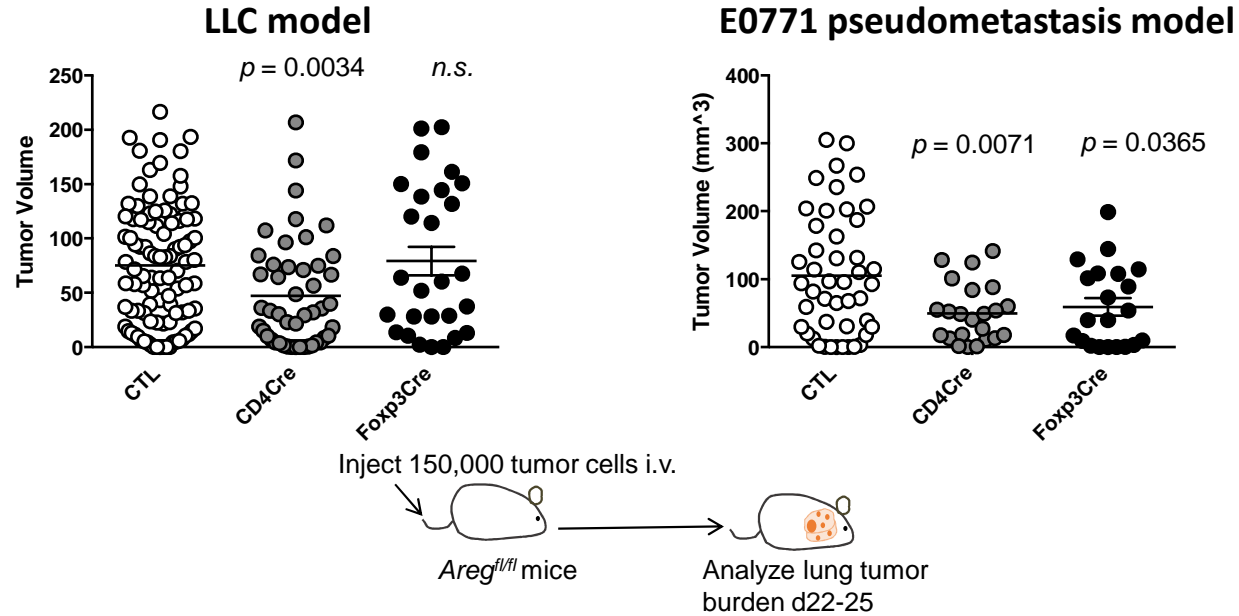 LLC model
p = 0.0034
n.s.
250
200
150
100
50
0
Tumor Volume
CTL
CD4Cre
Foxp3Cre
E0771 pseudometastasis model
p = 0.0071
p = 0.0365
400
300
200
100
0
Tumor Volume (mm^3)
CTL
CD4Cre
Foxp3Cre
Inject 150,000 tumor cells i.v.
Areg^fl/fl mice
Analyze lung tumor
burden d22-25